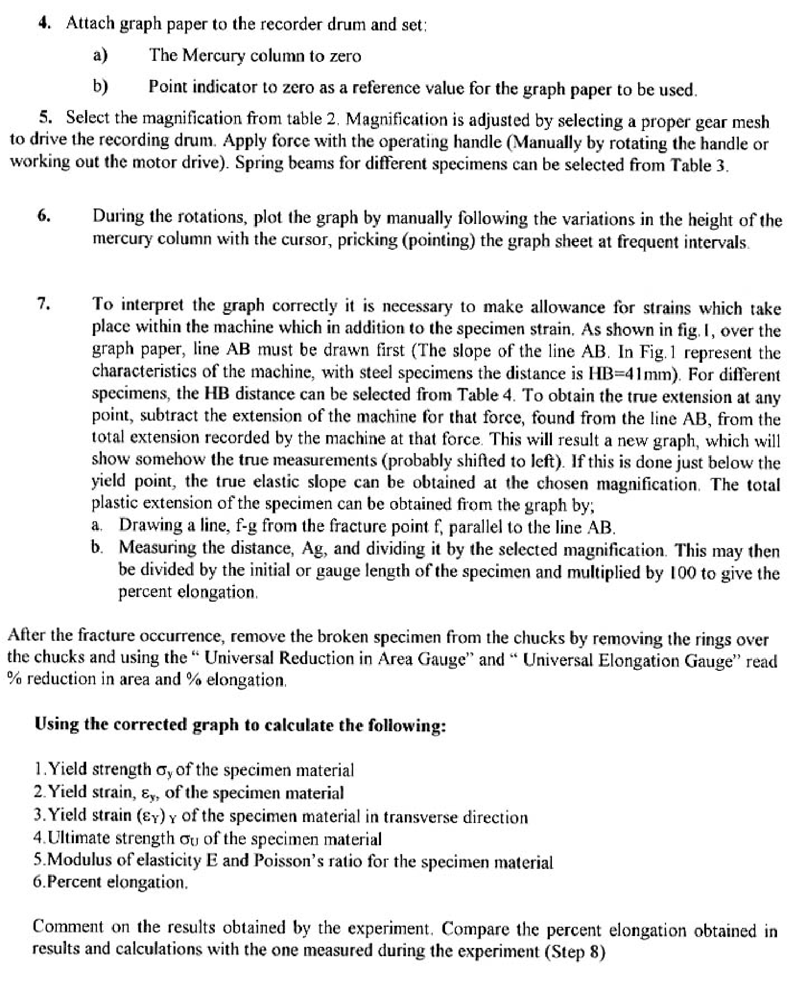 4. Attach graph paper to the recorder drum and set:
a) The Mercury column to zero
b) Point indicator to zero as a reference value for the graph paper to be used.
5. Select the magnification from table 2. Magnification is adjusted by selecting a proper gear mesh
to drive the recording drum. Apply force with the operating handle (Manually by rotating the handle or
working out the motor drive). Spring beams for different specimens can be selected from Table 3.
6. During the rotations, plot the graph by manually following the variations in the height of the
mercury column with the cursor, pricking (pointing) the graph sheet at frequent intervals.
7. To interpret the graph correctly it is necessary to make allowance for strains which take
place within the machine which in addition to the specimen strain. As shown in fig.1, over the
graph paper, line AB must be drawn first (The slope of the line AB. In Fig.1 represent the
characteristics of the machine, with steel specimens the distance is HB=41mm). For different
specimens, the HB distance can be selected from Table 4. To obtain the true extension at any
point, subtract the extension of the machine for that force, found from the line AB, from the
total extension recorded by the machine at that force. This will result a new graph, which will
show somehow the true measurements (probably shifted to left). If this is done just below the
yield point, the true elastic slope can be obtained at the chosen magnification. The total
plastic extension of the specimen can be obtained from the graph by;
a. Drawing a line, f-g from the fracture point f, parallel to the line AB.
b. Measuring the distance, Ag, and dividing it by the selected magnification. This may then
be divided by the initial or gauge length of the specimen and multiplied by 100 to give the
percent elongation.
After the fracture occurrence, remove the broken specimen from the chucks by removing the rings over
the chucks and using the “ Universal Reduction in Area Gauge” and “ Universal Elongation Gauge” read
% reduction in area and % elongation.
Using the corrected graph to calculate the following:
1.Yield strength σy of the specimen material
2.Yield strain, εy, of the specimen material
3.Yield strain (εY) Y of the specimen material in transverse direction
4.Ultimate strength σU of the specimen material
5.Modulus of elasticity E and Poisson’s ratio for the specimen material
6.Percent elongation.
Comment on the results obtained by the experiment. Compare the percent elongation obtained in
results and calculations with the one measured during the experiment (Step 8)